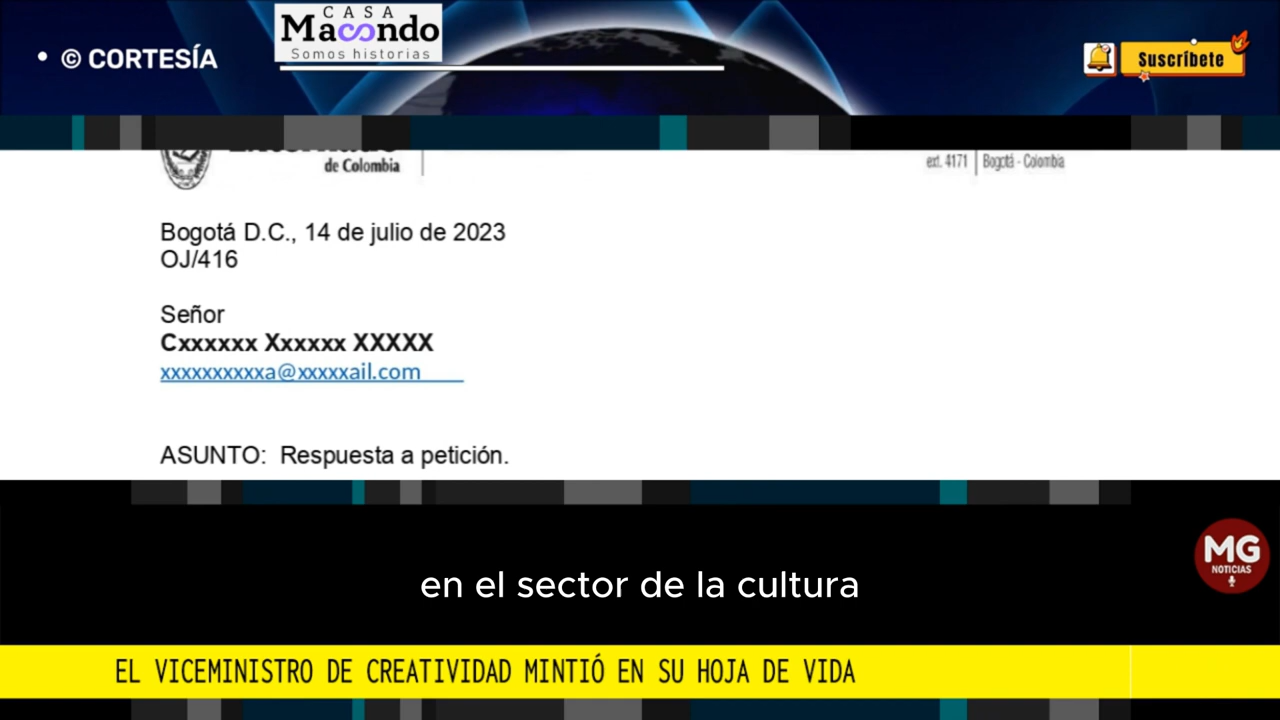 CASA
Macondo
Somos historias
• © CORTESÍA
Suscríbete
de Colombia
ext. 4171 | Bogotá - Colombia
Bogotá D.C., 14 de julio de 2023
OJ/416
Señor
Cxxxxxx Xxxxxx XXXXX
xxxxxxxxxxa@xxxxxail.com
ASUNTO: Respuesta a petición.
MG
NOTICIAS
en el sector de la cultura
EL VICEMINISTRO DE CREATIVIDAD MINTIÓ EN SU HOJA DE VIDA